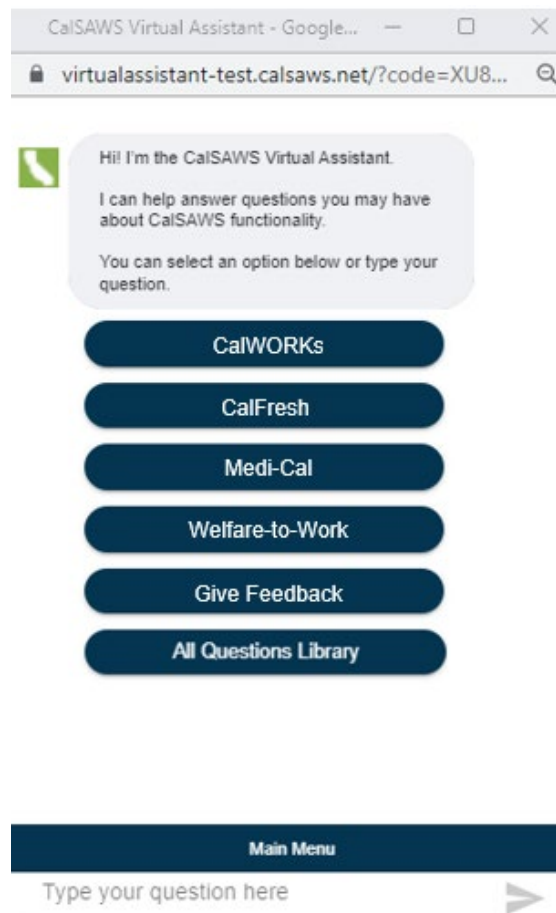 CalSAWS Virtual Assistant - Google...
virtualassistant-test.calsaws.net/?code=XU8...
Hi! I'm the CalSAWS Virtual Assistant.
I can help answer questions you may have
about CalSAWS functionality.
You can select an option below or type your
question.
CalWORKs
CalFresh
Medi-Cal
Welfare-to-Work
Give Feedback
All Questions Library
Main Menu
Type your question here